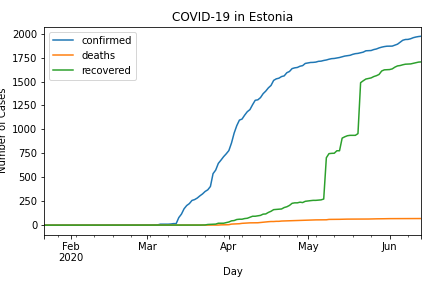 COVID-19 in Estonia
confirmed
deaths
recovered
2000
1750
1500
1250
1000
750
500
250
0
Number of Cases
Feb
2020
Mar
Apr
May
Jun
Day